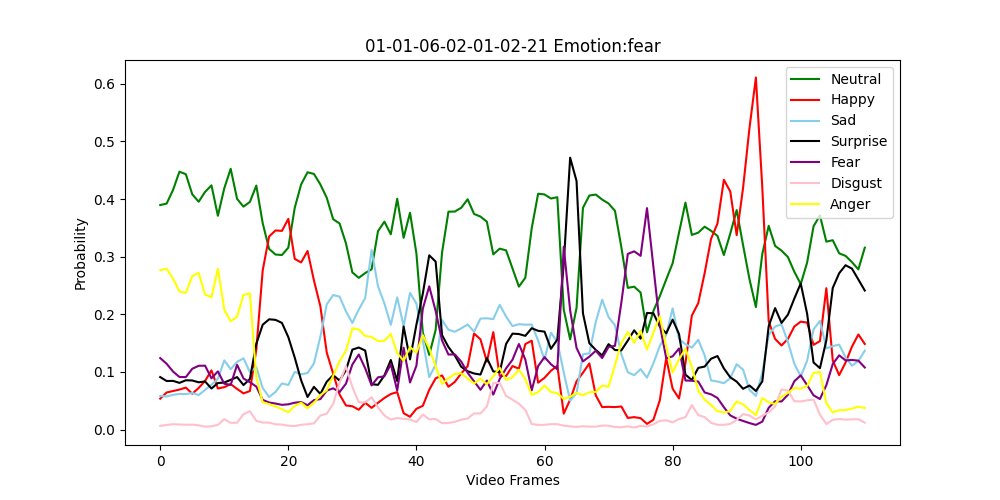 01-01-06-02-01-02-21 Emotion:fear
Probability
0.6
0.5
0.4
0.3
0.2
0.1
0.0
0
20
40
60
80
100
Video Frames
Neutral
Happy
Sad
Surprise
Fear
Disgust
Anger